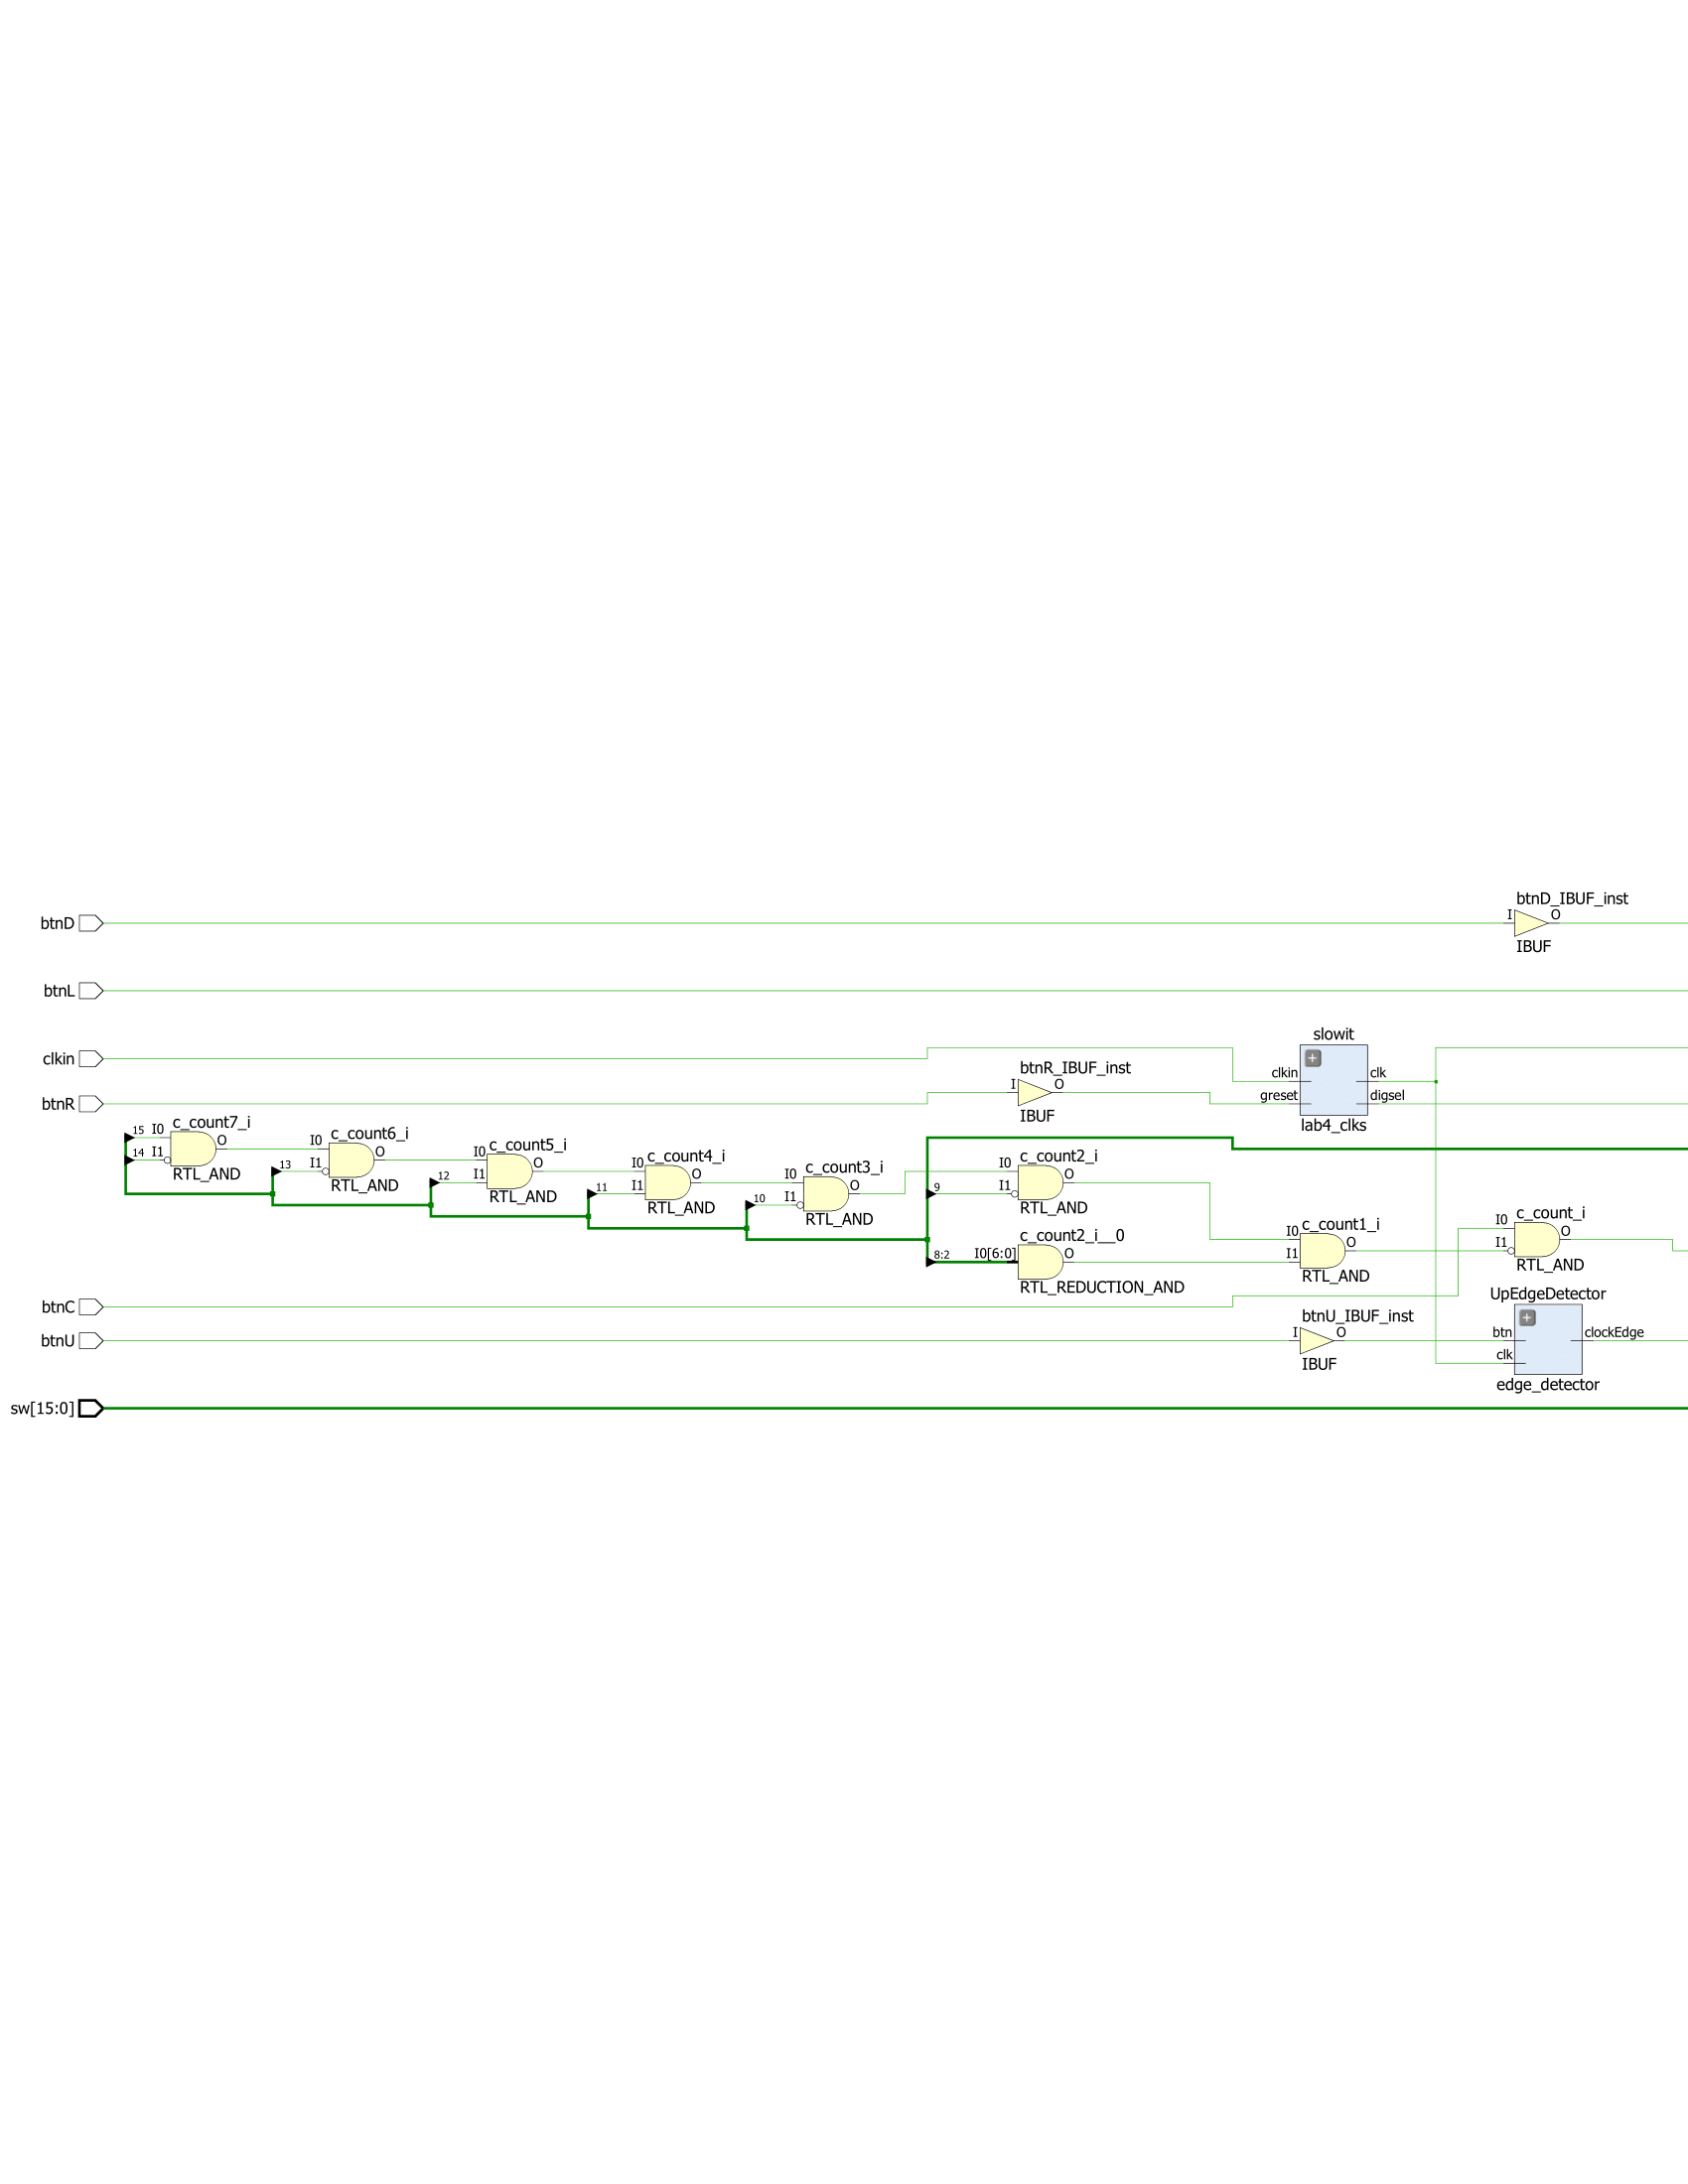 btnD_IBUF_inst
btnD
I
O
IBUF
btnL
slowit
clkin
btnR_IBUF_inst
clkin
clk
I
O
greset
digsel
btnR
IBUF
lab4_clks
c_count7_i
15
I0
O
14
I1
RTL_AND
c_count6_i
I0
O
13
I1
RTL_AND
c_count5_i
I0
O
12
I1
RTL_AND
c_count4_i
I0
O
11
I1
RTL_AND
c_count3_i
I0
O
10
I1
RTL_AND
c_count2_i
I0
O
9
I1
RTL_AND
c_count2_i__0
8:2
I0[6:0]
O
RTL_REDUCTION_AND
c_count1_i
I0
O
I1
RTL_AND
c_count_i
I0
O
I1
RTL_AND
btnC
UpEdgeDetector
btnU_IBUF_inst
btnU
I
O
btn
clockEdge
clk
IBUF
edge_detector
sw[15:0]